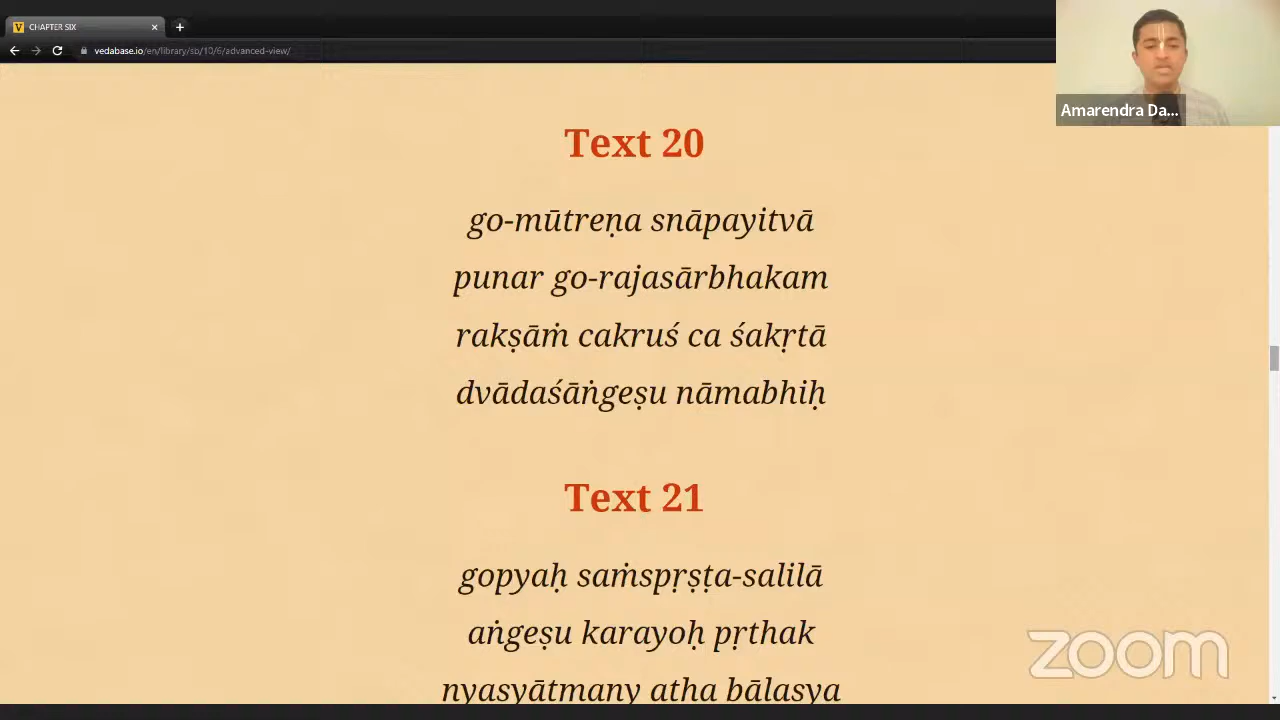 CHAPTER SIX
vedabase.io/en/library/sb/10/6/advanced-view/
Amarendra Da...
Text 20
go-mūtreṇa snāpayitvā
punar go-rajasārbhakam
rakṣāṁ cakruś ca śakṛtā
dvādaśāṅgeṣu nāmabhiḥ
Text 21
gopyaḥ saṁspṛṣṭa-salilā
aṅgeṣu karayoḥ pṛthak
nyasyātmany atha bālasya
zoom